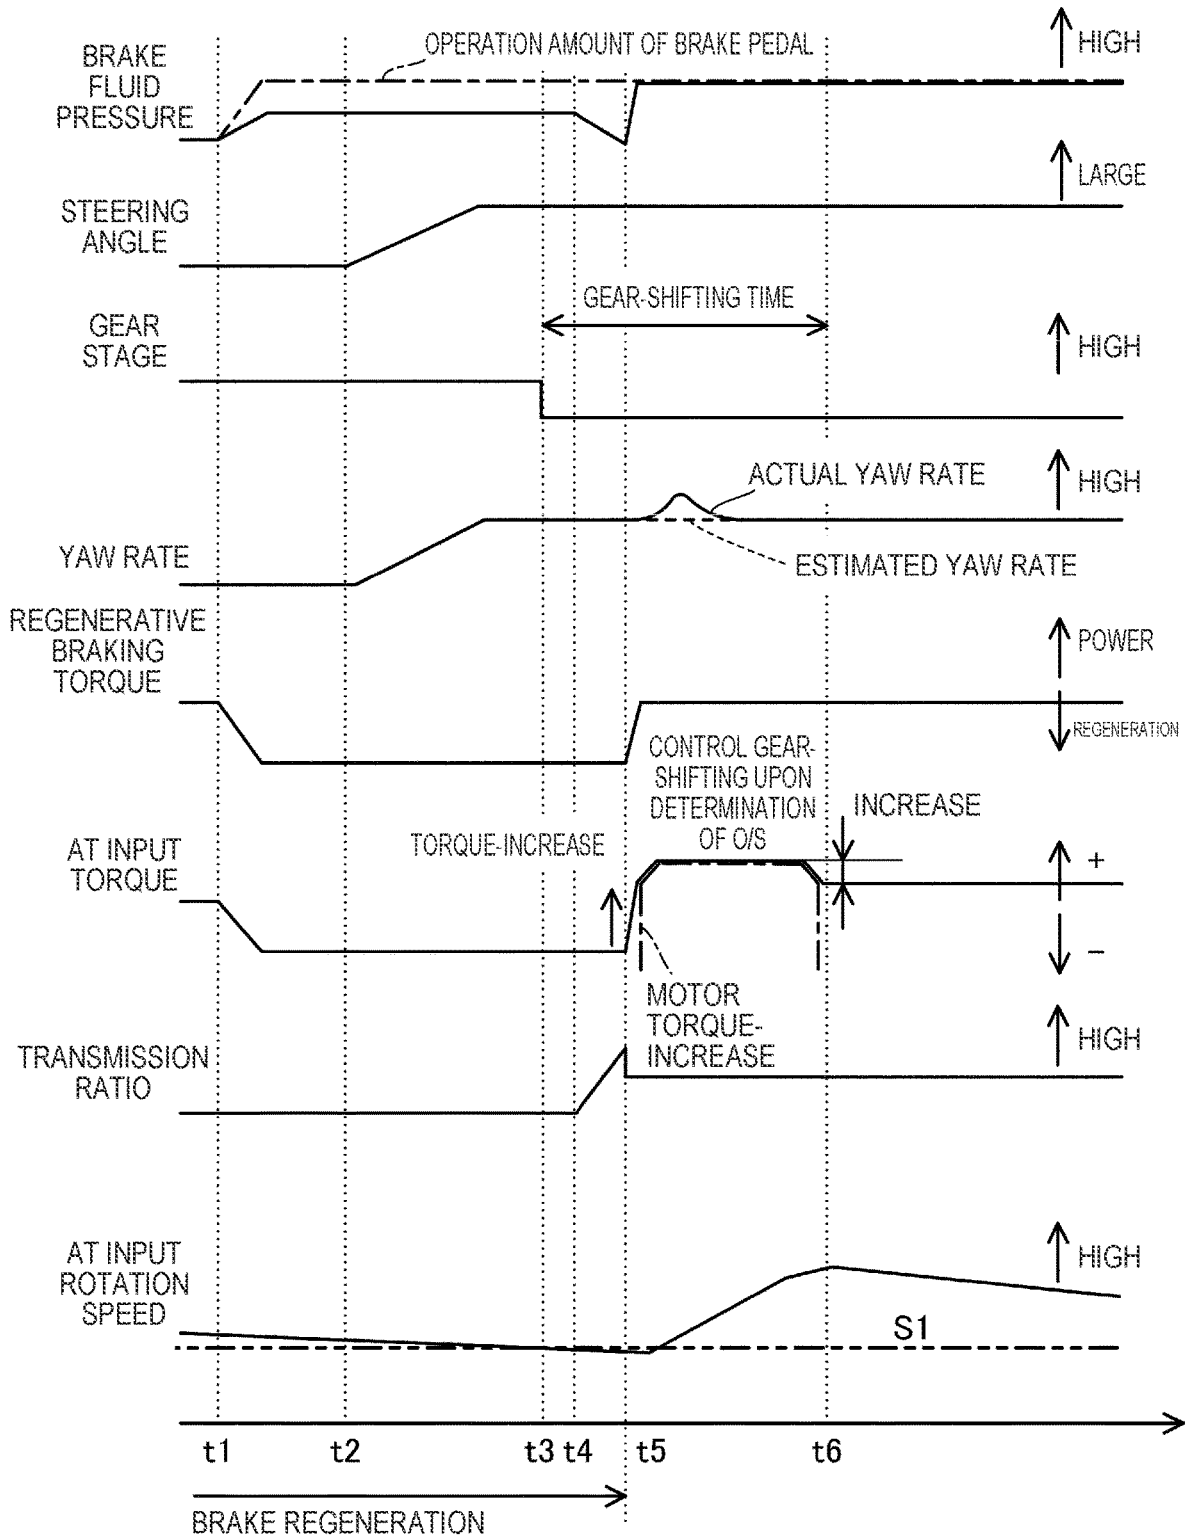 OPERATION AMOUNT OF BRAKE PEDAL
HIGH
BRAKE
FLUID
PRESSURE
LARGE
STEERING
ANGLE
GEAR-SHIFTING TIME
GEAR
STAGE
HIGH
ACTUAL YAW RATE
HIGH
YAW RATE
ESTIMATED YAW RATE
REGENERATIVE
BRAKING
TORQUE
POWER
REGENERATION
CONTROL GEAR-
SHIFTING UPON
DETERMINATION
OF O/S
INCREASE
TORQUE-INCREASE
AT INPUT
TORQUE
+
−
MOTOR
TORQUE-
INCREASE
HIGH
TRANSMISSION
RATIO
AT INPUT
ROTATION
SPEED
HIGH
S1
t1 t2 t3 t4 t5 t6
BRAKE REGENERATION